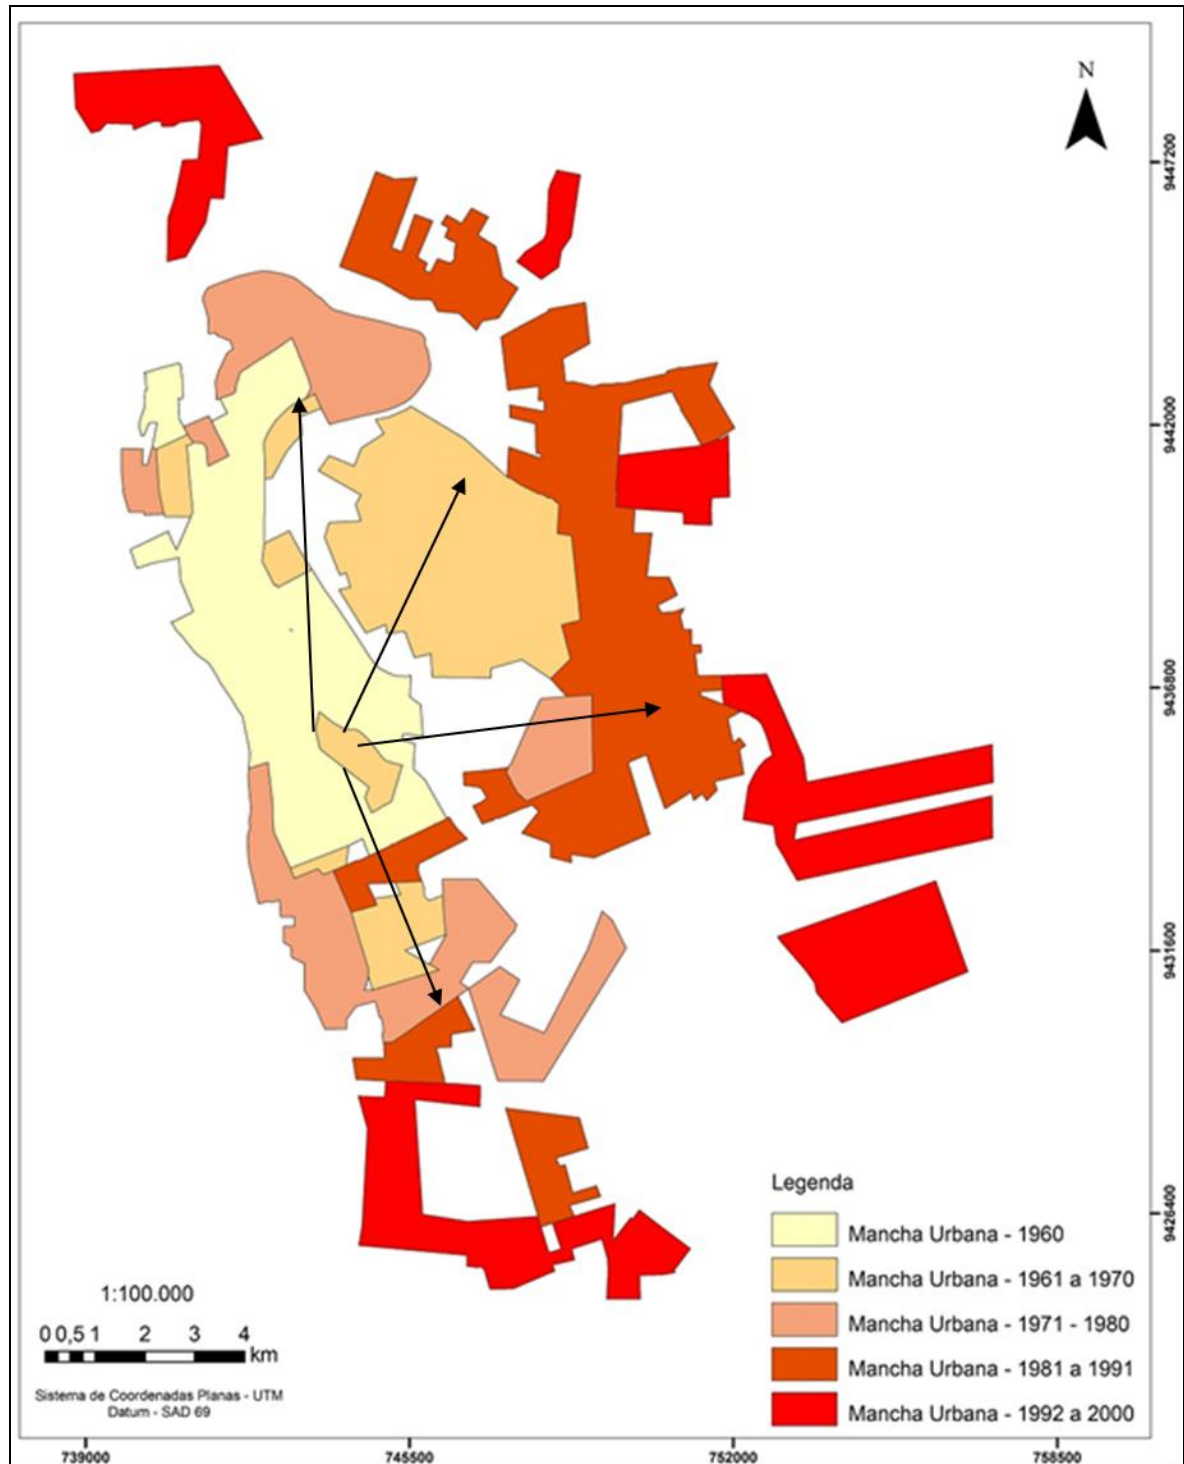 N
9447200
9442000
9436800
9431600
9426400
Legenda
Mancha Urbana - 1960
Mancha Urbana - 1961 a 1970
Mancha Urbana - 1971 - 1980
Mancha Urbana - 1981 a 1991
Mancha Urbana - 1992 a 2000
1:100.000
0 0,5 1 2 3 4
km
Sistema de Coordenadas Planas - UTM
Datum - SAD 69
739000 745500 752000 758500